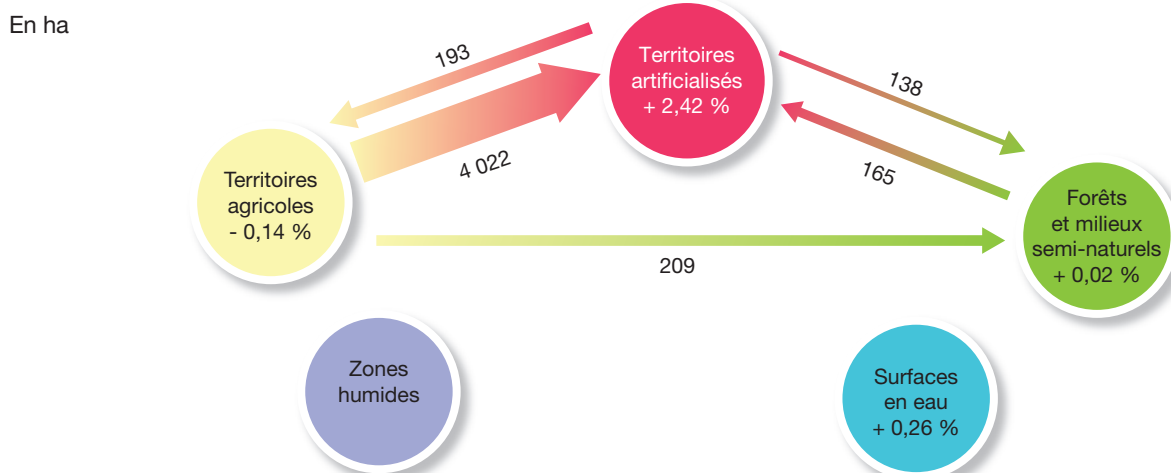 En ha
193
Territoires
artificialisés
+ 2,42 %
138
4 022
165
Territoires
agricoles
- 0,14 %
Forêts
et milieux
semi-naturels
+ 0,02 %
209
Zones
humides
Surfaces
en eau
+ 0,26 %